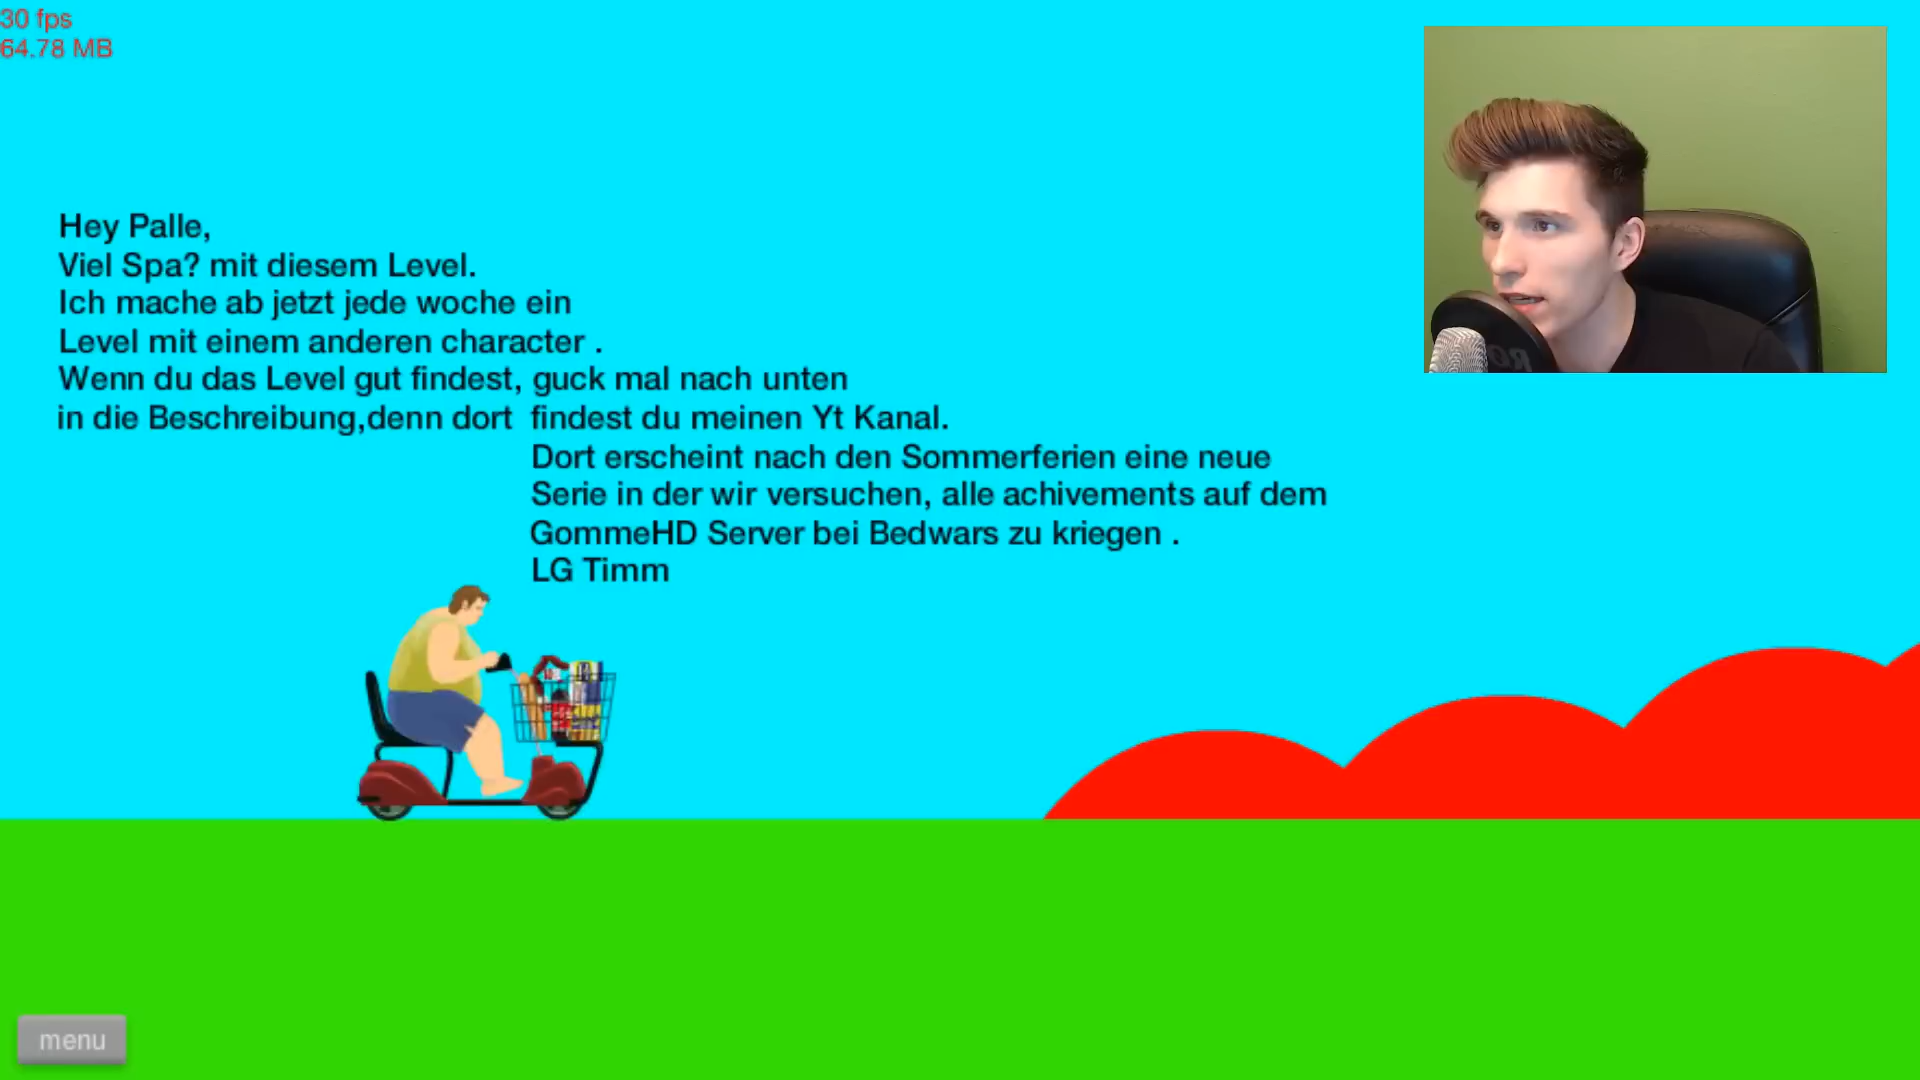 30 fps
64.78 MB
Hey Palle,
Viel Spa? mit diesem Level.
Ich mache ab jetzt jede woche ein
Level mit einem anderen character .
Wenn du das Level gut findest, guck mal nach unten
in die Beschreibung,denn dort findest du meinen Yt Kanal.
Dort erscheint nach den Sommerferien eine neue
Serie in der wir versuchen, alle achivements auf dem
GommeHD Server bei Bedwars zu kriegen .
LG Timm
menu